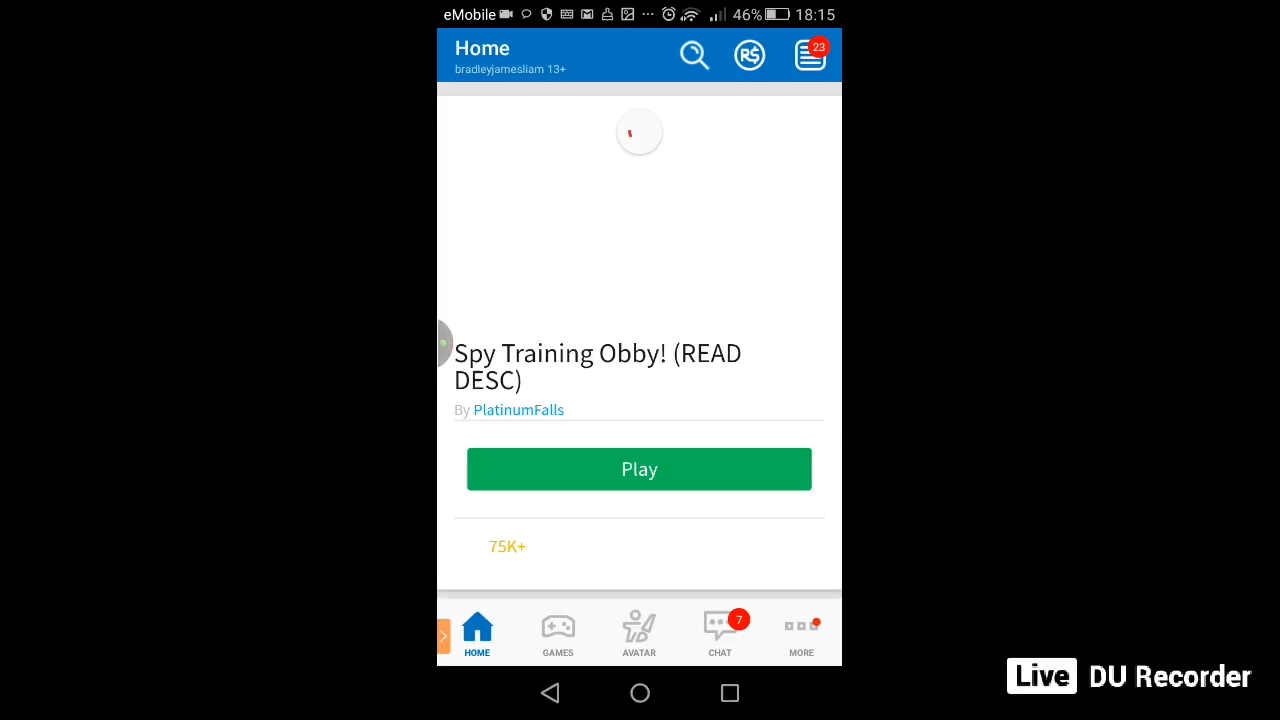 eMobile 46% 18:15
Home
bradleyjamesliam 13+
R$
23
Spy Training Obby! (READ
DESC)
By PlatinumFalls
Play
75K+
7
HOME GAMES AVATAR CHAT MORE
Live DU Recorder